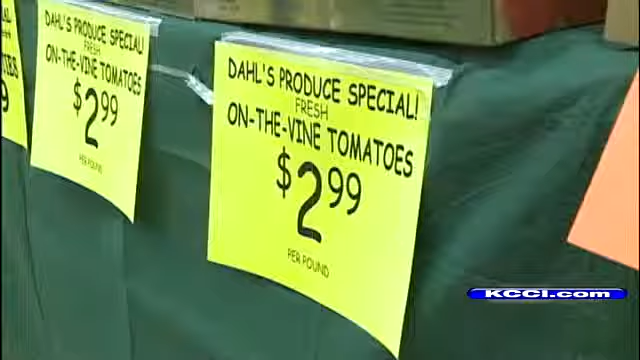 DAHL'S PRODUCE SPECIAL!
FRESH
ON-THE-VINE TOMATOES
$2.99
PER POUND
DAHL'S PRODUCE SPECIAL!
FRESH
ON-THE-VINE TOMATOES
$2.99
PER POUND
KCCI.com